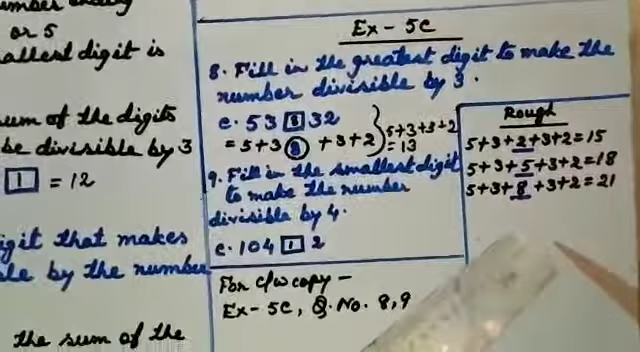 or 5
allest digit is
sum of the digits
be divisible by 3
1 = 12
digit that makes
ble by the number
the sum of the
Ex - 5C
8. Fill in the greatest digit to make the
number divisible by 3.
c. 53 8 32
= 5+3 8 +3+2 } 5+3+3+2
= 13
9. Fill in the smallest digit
to make the number
divisible by 4.
c. 104 1 2
For c/w copy -
Ex - 5C, Q. No. 8,9
Rough
5+3+2+3+2=15
5+3+5+3+2=18
5+3+8+3+2=21